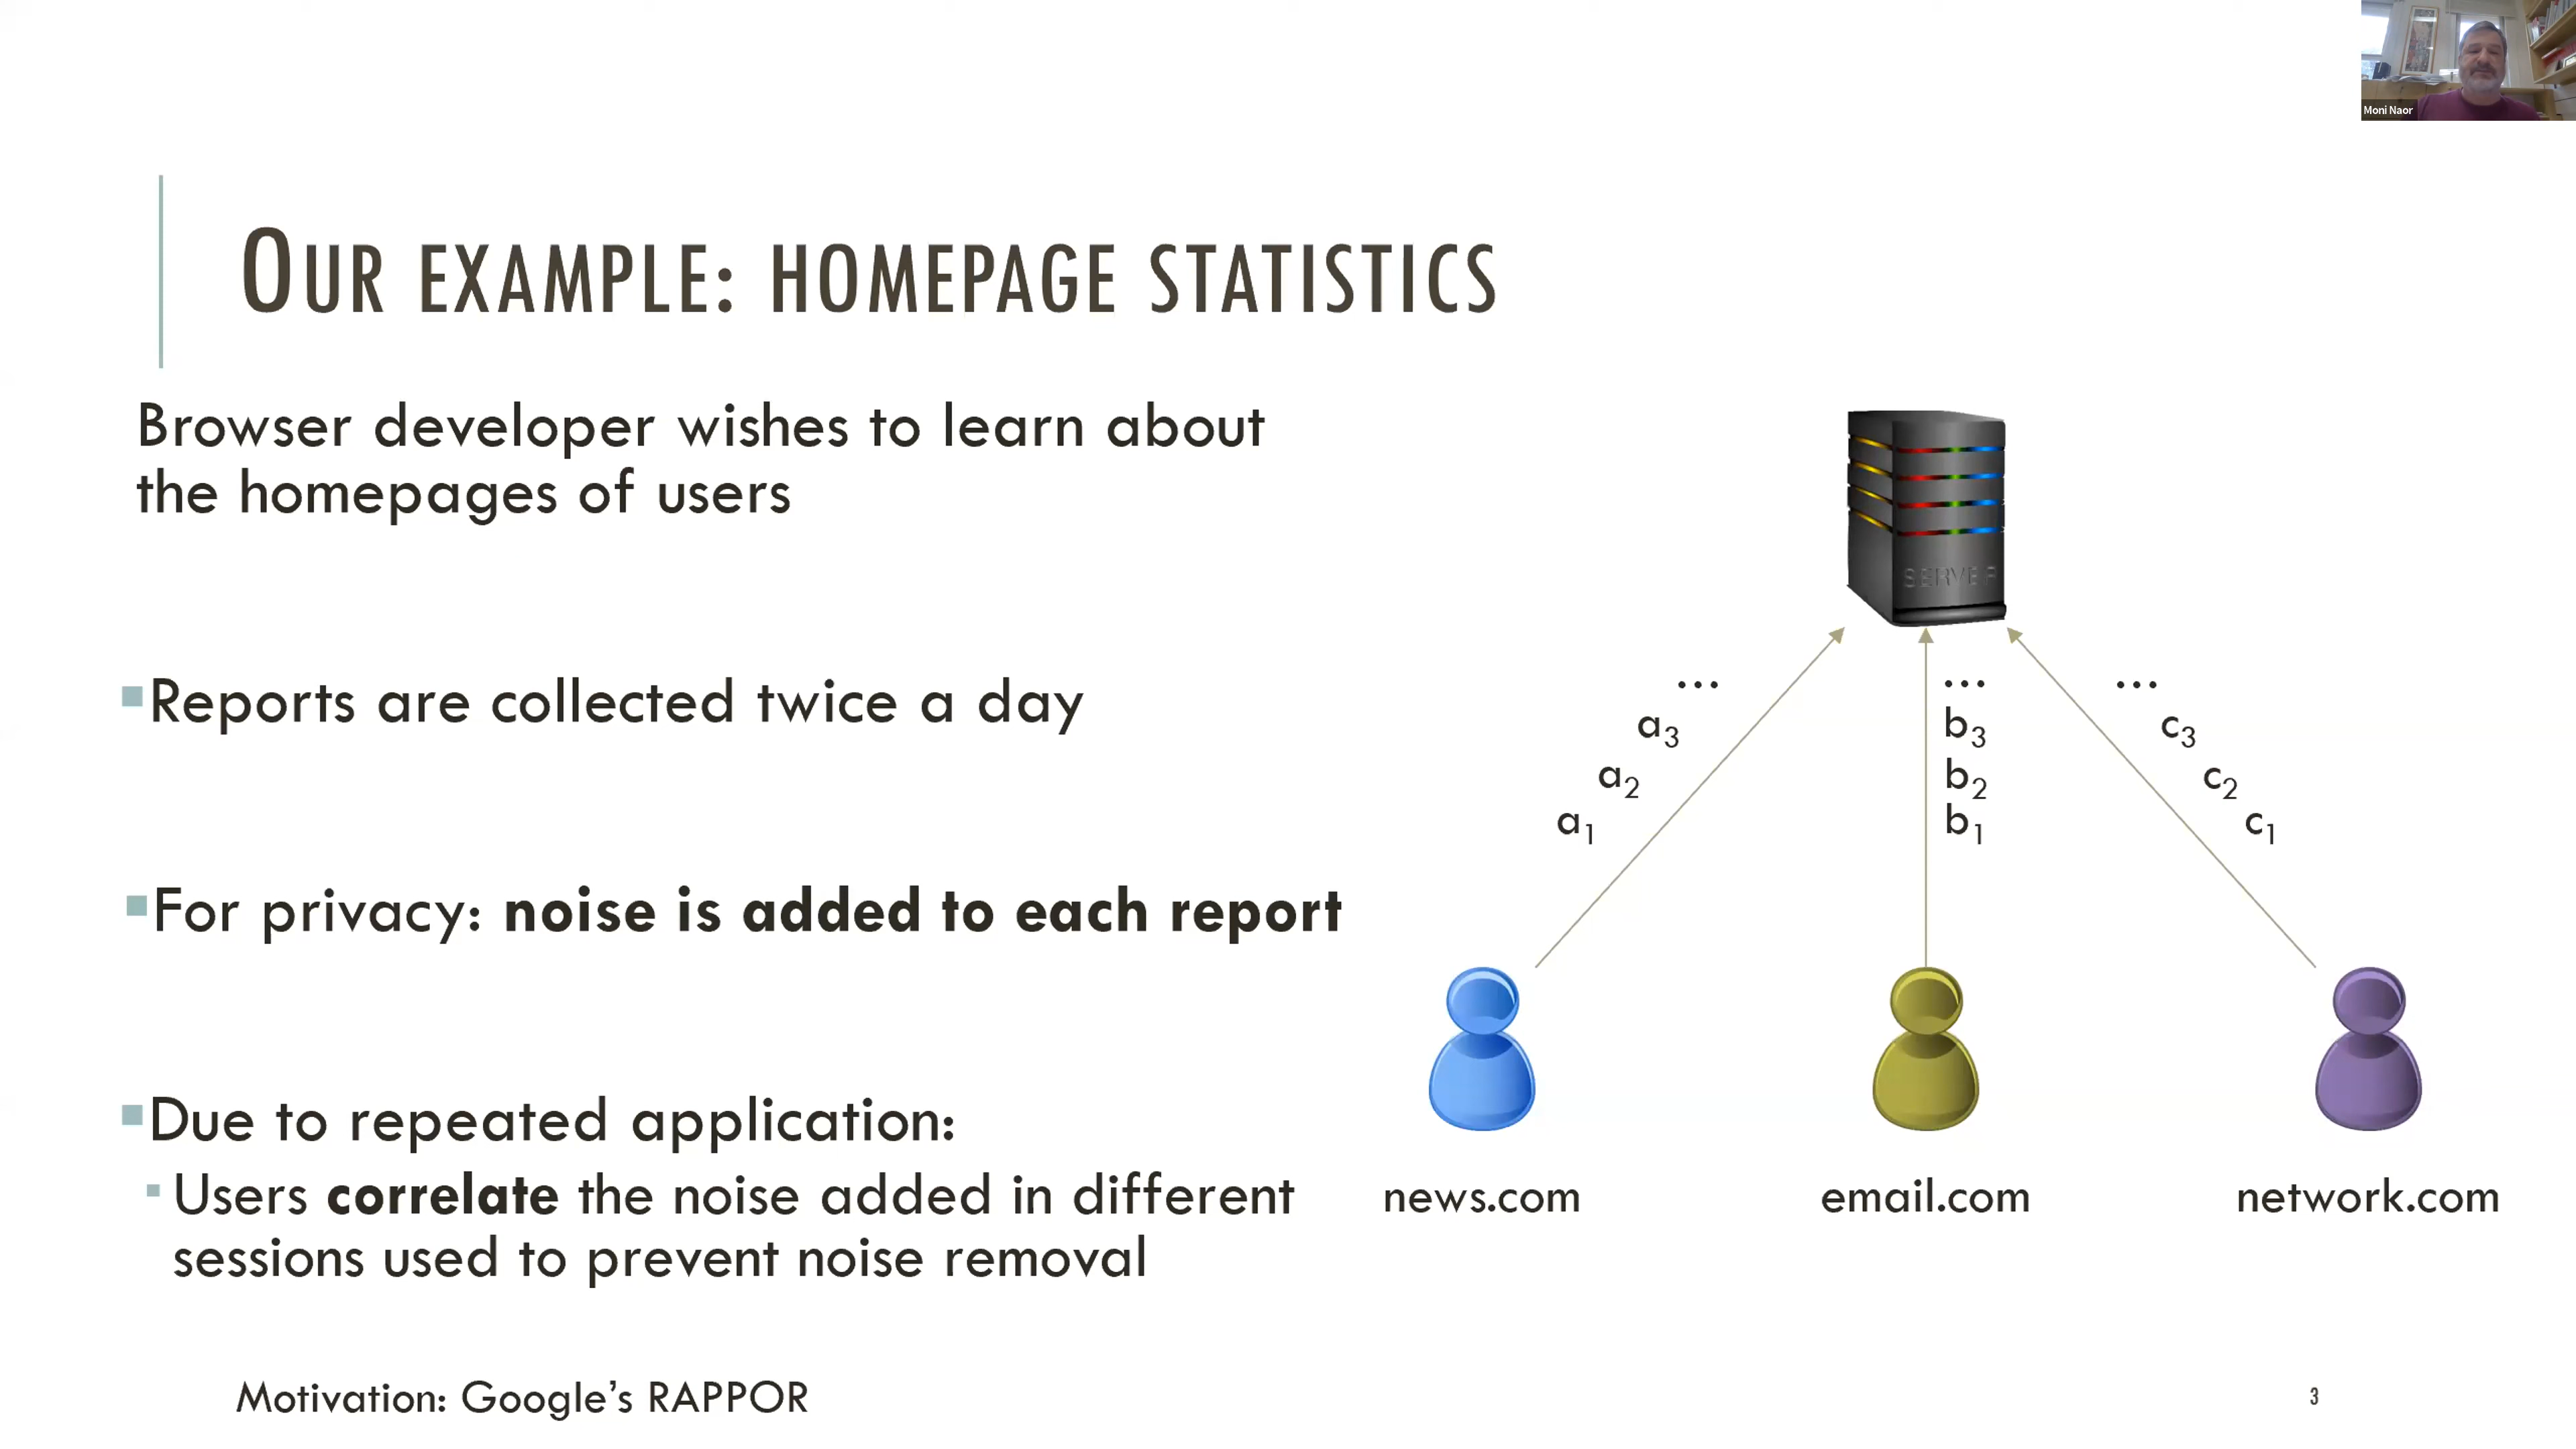 Moni Naor
OUR EXAMPLE: HOMEPAGE STATISTICS
Browser developer wishes to learn about
the homepages of users
▪Reports are collected twice a day
▪For privacy: noise is added to each report
▪Due to repeated application:
▪Users correlate the noise added in different
sessions used to prevent noise removal
SERVER
... ... ...
a3 b3 c3
a2 b2 c2
a1 b1 c1
news.com email.com network.com
Motivation: Google's RAPPOR
3